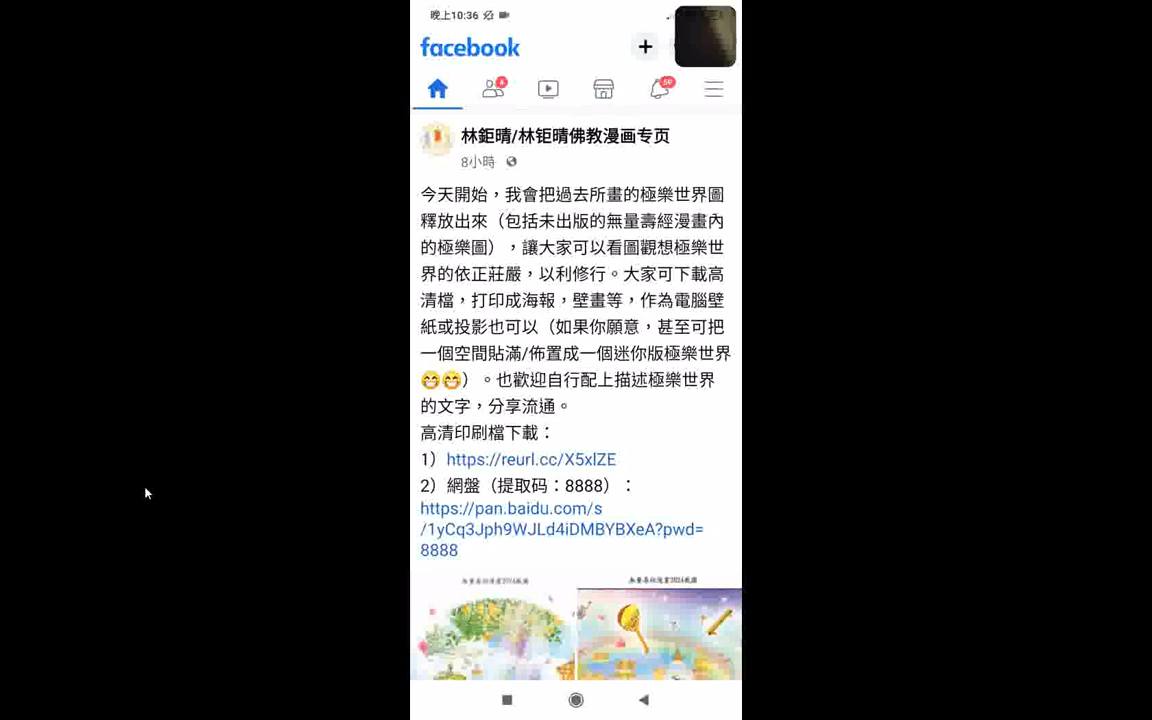 晚上10:36
facebook
林鉅晴/林钜晴佛教漫画专页
8小時
今天開始，我會把過去所畫的極樂世界圖
釋放出來（包括未出版的無量壽經漫畫內
的極樂圖），讓大家可以看圖觀想極樂世
界的依正莊嚴，以利修行。大家可下載高
清檔，打印成海報，壁畫等，作為電腦壁
紙或投影也可以（如果你願意，甚至可把
一個空間貼滿/佈置成一個迷你版極樂世界
😁😁）。也歡迎自行配上描述極樂世界
的文字，分享流通。
高清印刷檔下載：
1）https://reurl.cc/X5xlZE
2）網盤（提取码：8888）：
https://pan.baidu.com/s
/1yCq3Jph9WJLd4iDMBYBXeA?pwd=
8888